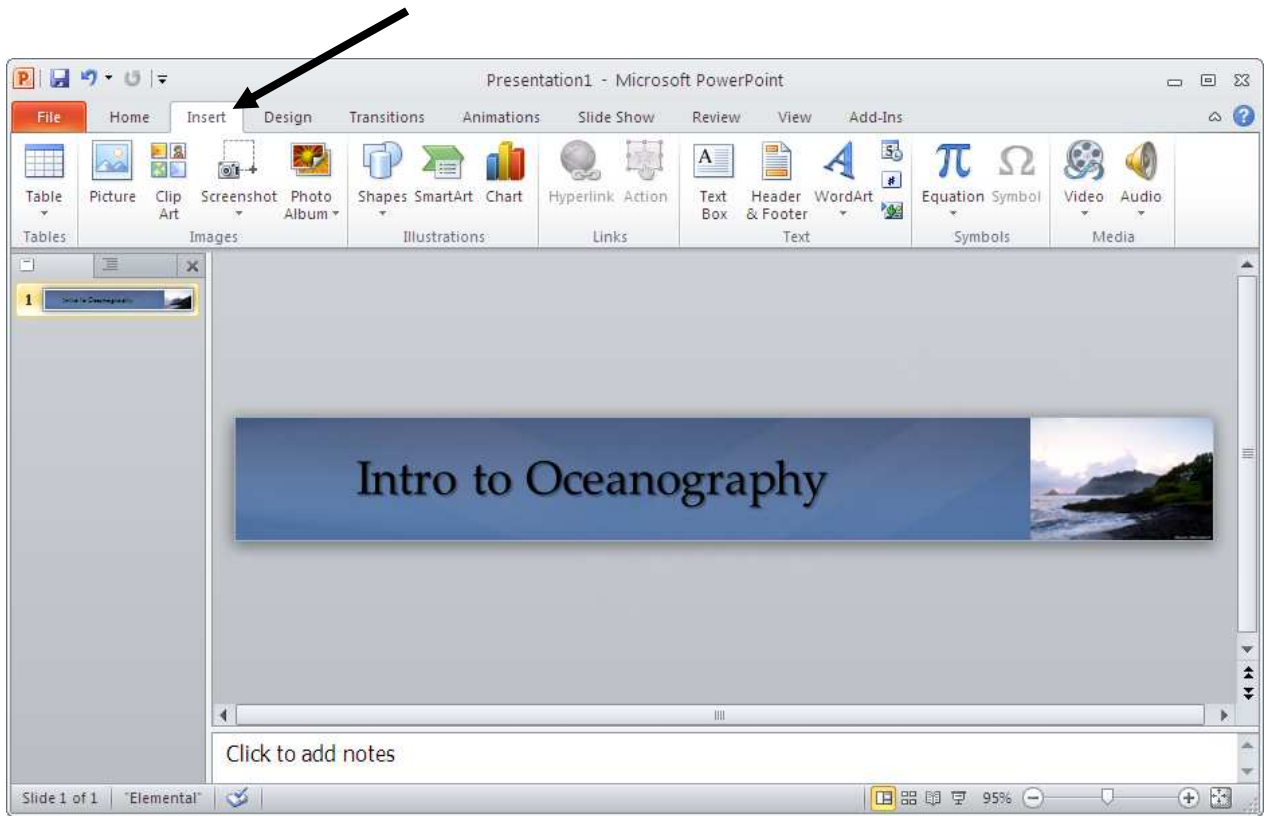 Presentation1 - Microsoft PowerPoint
File Home Insert Design Transitions Animations Slide Show Review View Add-Ins
Table Picture Clip Art Screenshot Photo Album Shapes SmartArt Chart Hyperlink Action Text Box Header & Footer WordArt Equation Symbol Video Audio
Tables Images Illustrations Links Text Symbols Media
1 Intro to Oceanography
Intro to Oceanography
Click to add notes
Slide 1 of 1 "Elemental" 95%